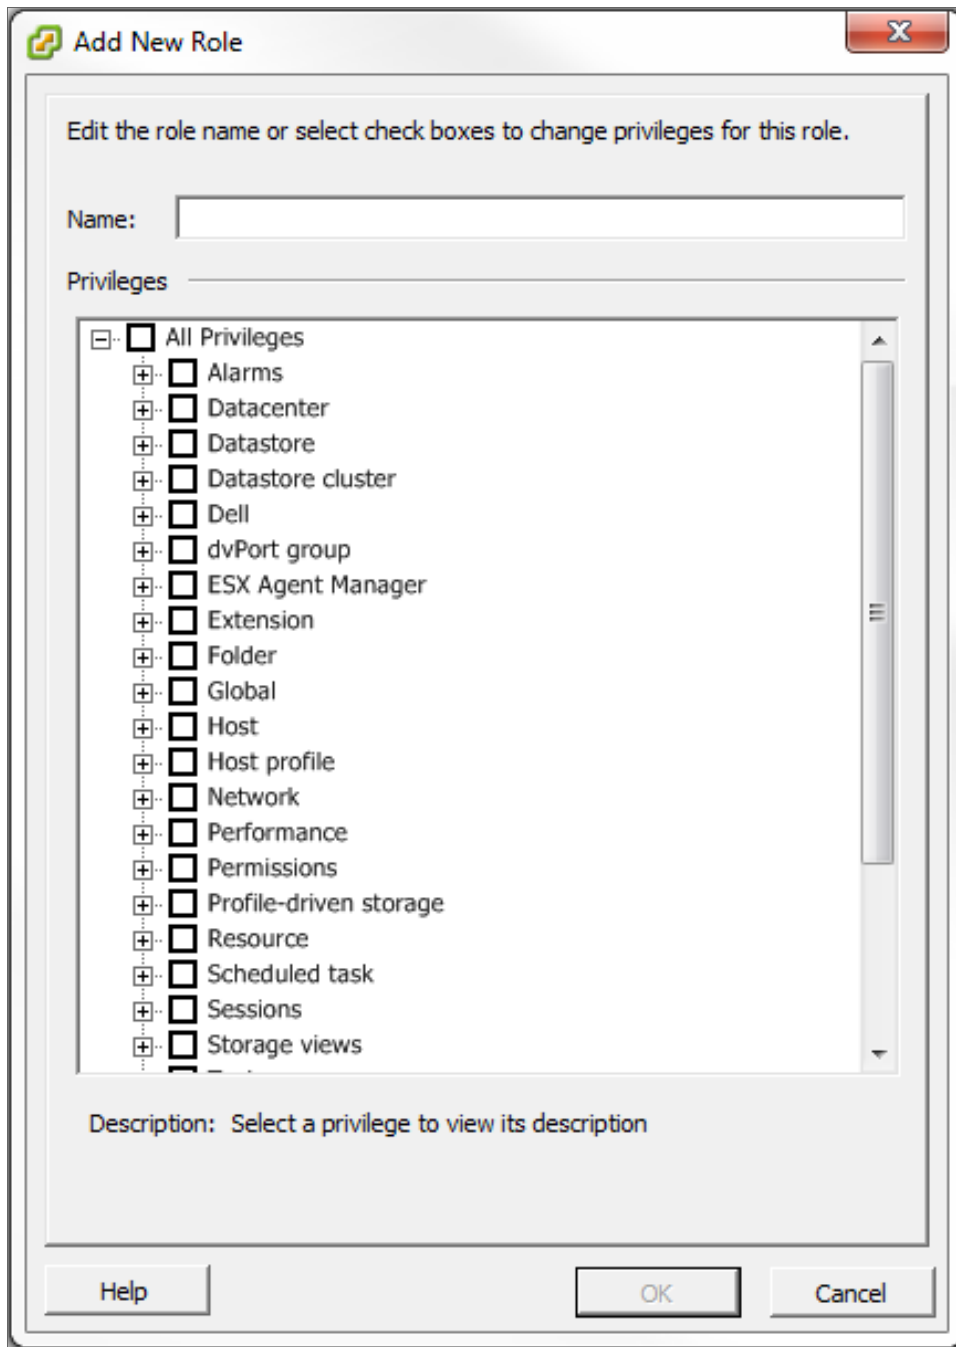 Add New Role
Edit the role name or select check boxes to change privileges for this role.
Name:
Privileges
All Privileges
Alarms
Datacenter
Datastore
Datastore cluster
Dell
dvPort group
ESX Agent Manager
Extension
Folder
Global
Host
Host profile
Network
Performance
Permissions
Profile-driven storage
Resource
Scheduled task
Sessions
Storage views
Description: Select a privilege to view its description
Help
OK
Cancel